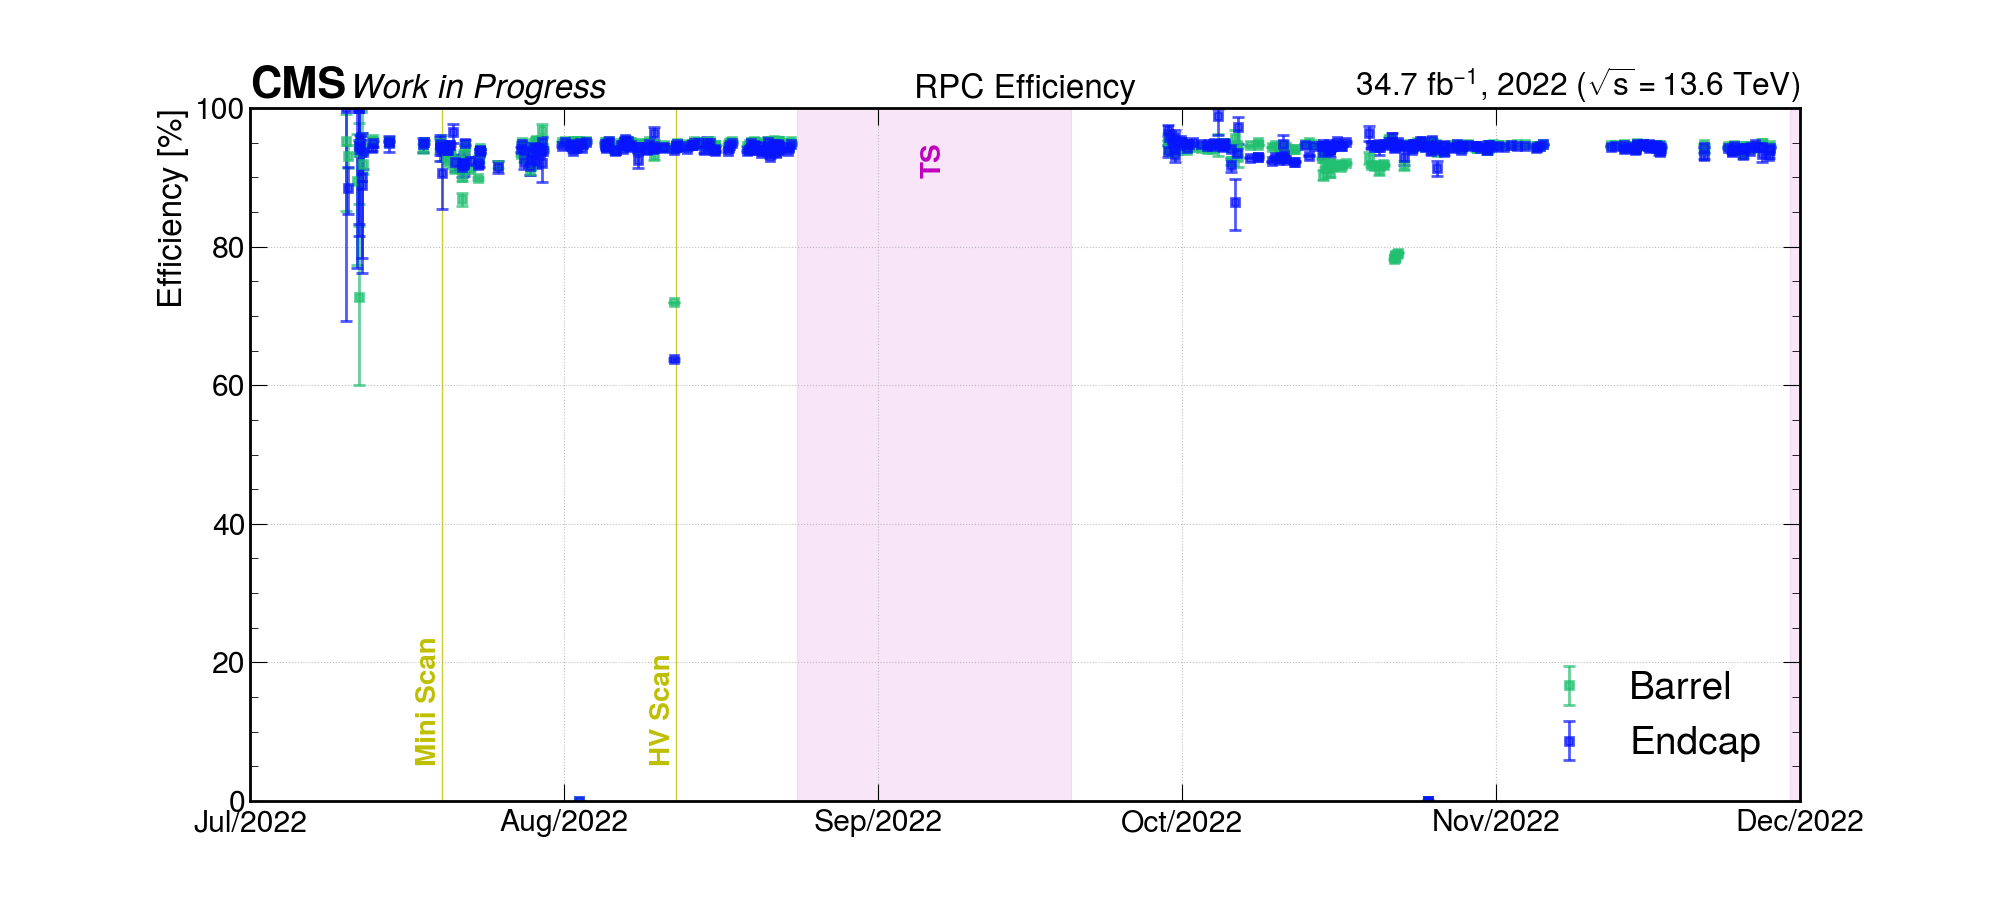 CMS Work in Progress RPC Efficiency 34.7 fb⁻¹, 2022 (√s = 13.6 TeV)
Efficiency [%]
100
80
60
40
20
0
TS
Mini Scan
HV Scan
Barrel
Endcap
Jul/2022 Aug/2022 Sep/2022 Oct/2022 Nov/2022 Dec/2022